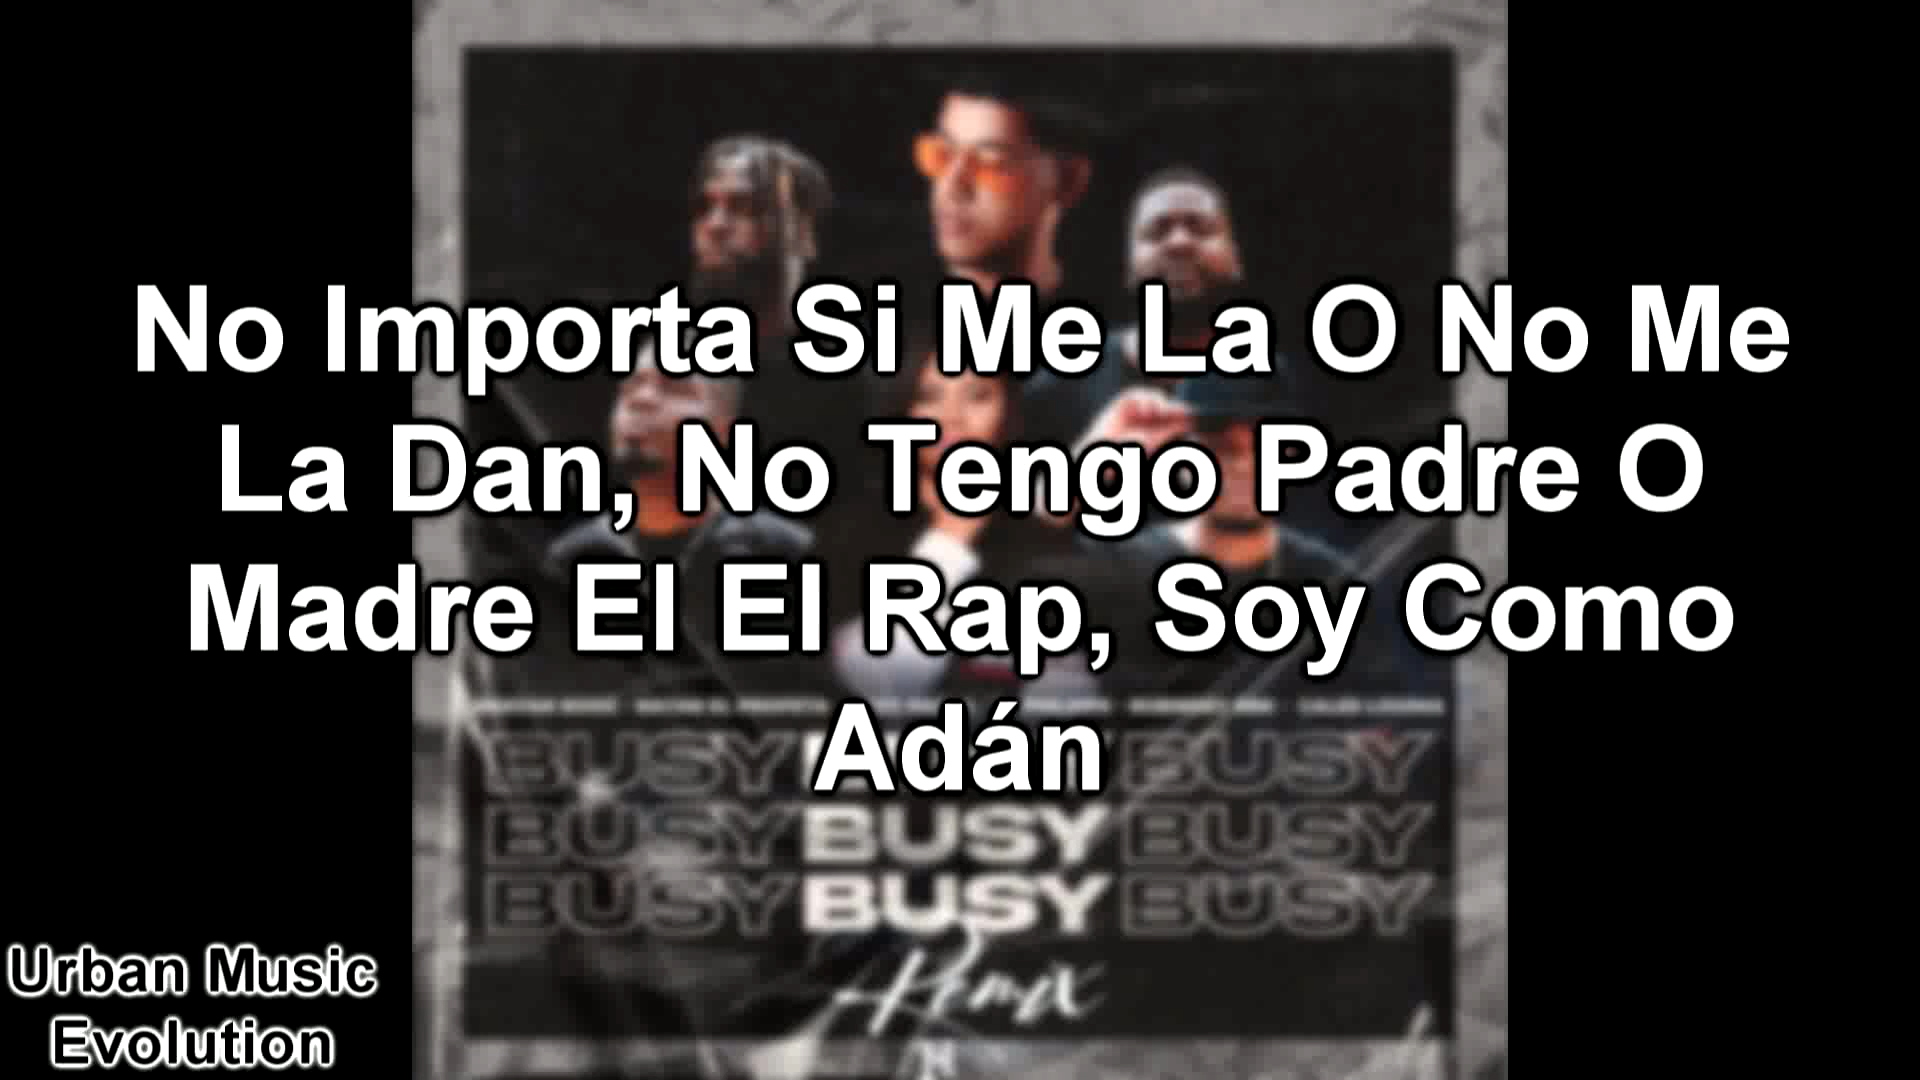 No Importa Si Me La O No Me
La Dan, No Tengo Padre O
Madre El El Rap, Soy Como
Adán
BUSY BUSY
BUSY BUSY BUSY
BUSY BUSY BUSY
Remix
Urban Music
Evolution